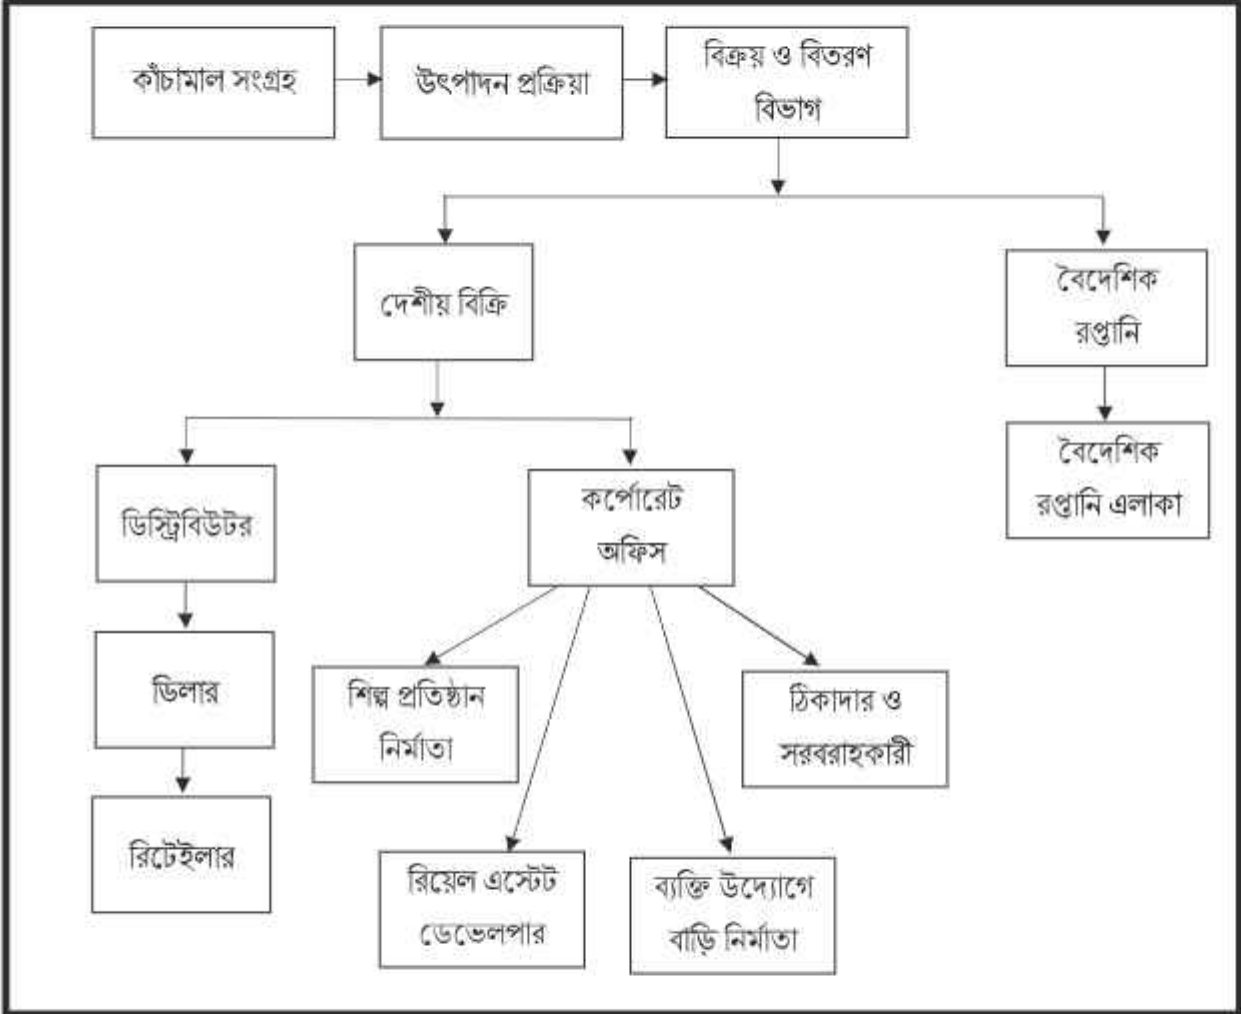 কাঁচামাল সংগ্রহ
উৎপাদন প্রক্রিয়া
বিক্রয় ও বিতরণ
বিভাগ
দেশীয় বিক্রি
বৈদেশিক
রপ্তানি
বৈদেশিক
রপ্তানি এলাকা
ডিস্ট্রিবিউটর
কর্পোরেট
অফিস
ডিলার
শিল্প প্রতিষ্ঠান
নির্মাতা
ঠিকাদার ও
সরবরাহকারী
রিটেইলার
রিয়েল এস্টেট
ডেভেলপার
ব্যক্তি উদ্যোগে
বাড়ি নির্মাতা